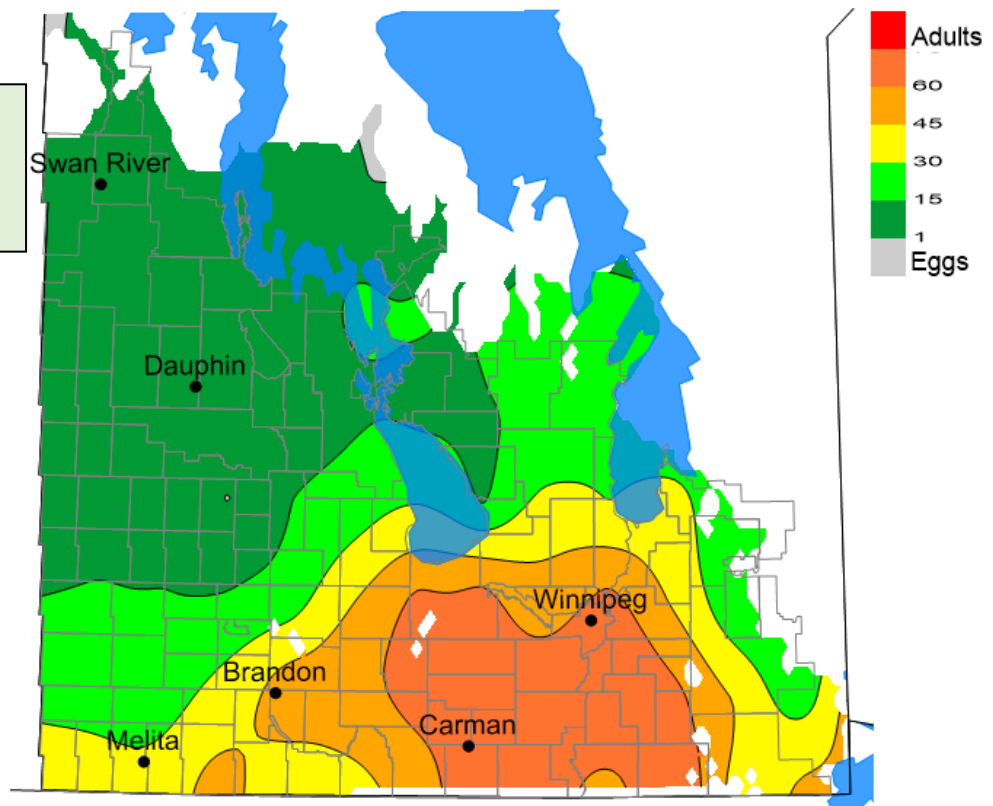 Swan River
Dauphin
Winnipeg
Brandon
Carman
Melita
Adults
60
45
30
15
1
Eggs